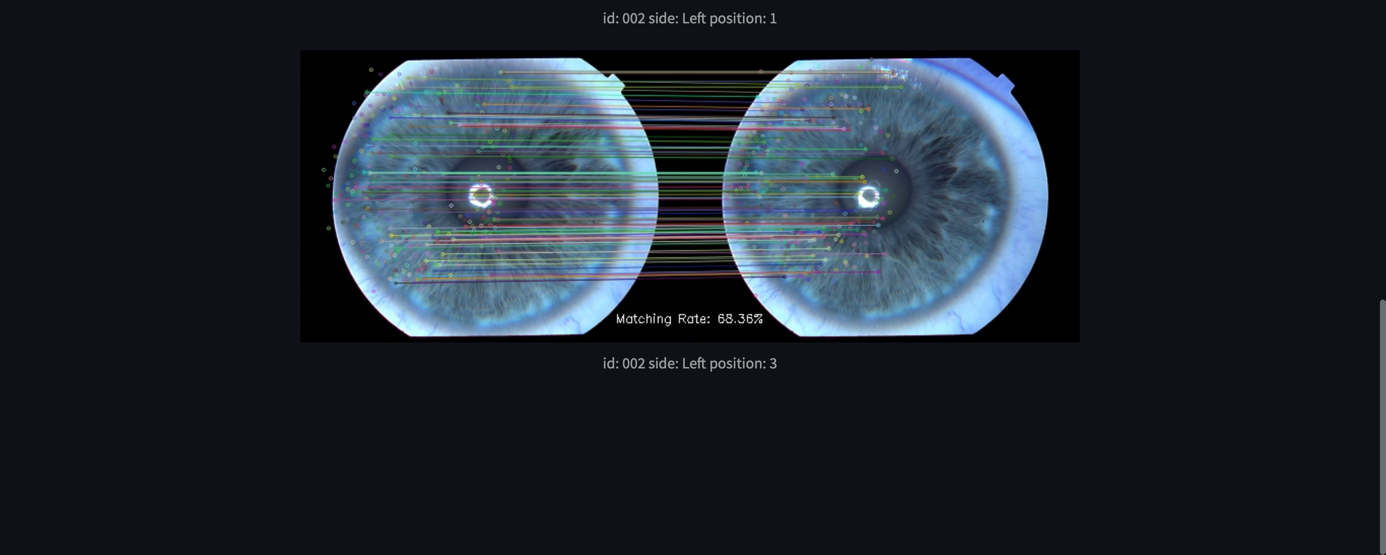 id: 002 side: Left position: 1
Matching Rate: 68.36%
id: 002 side: Left position: 3